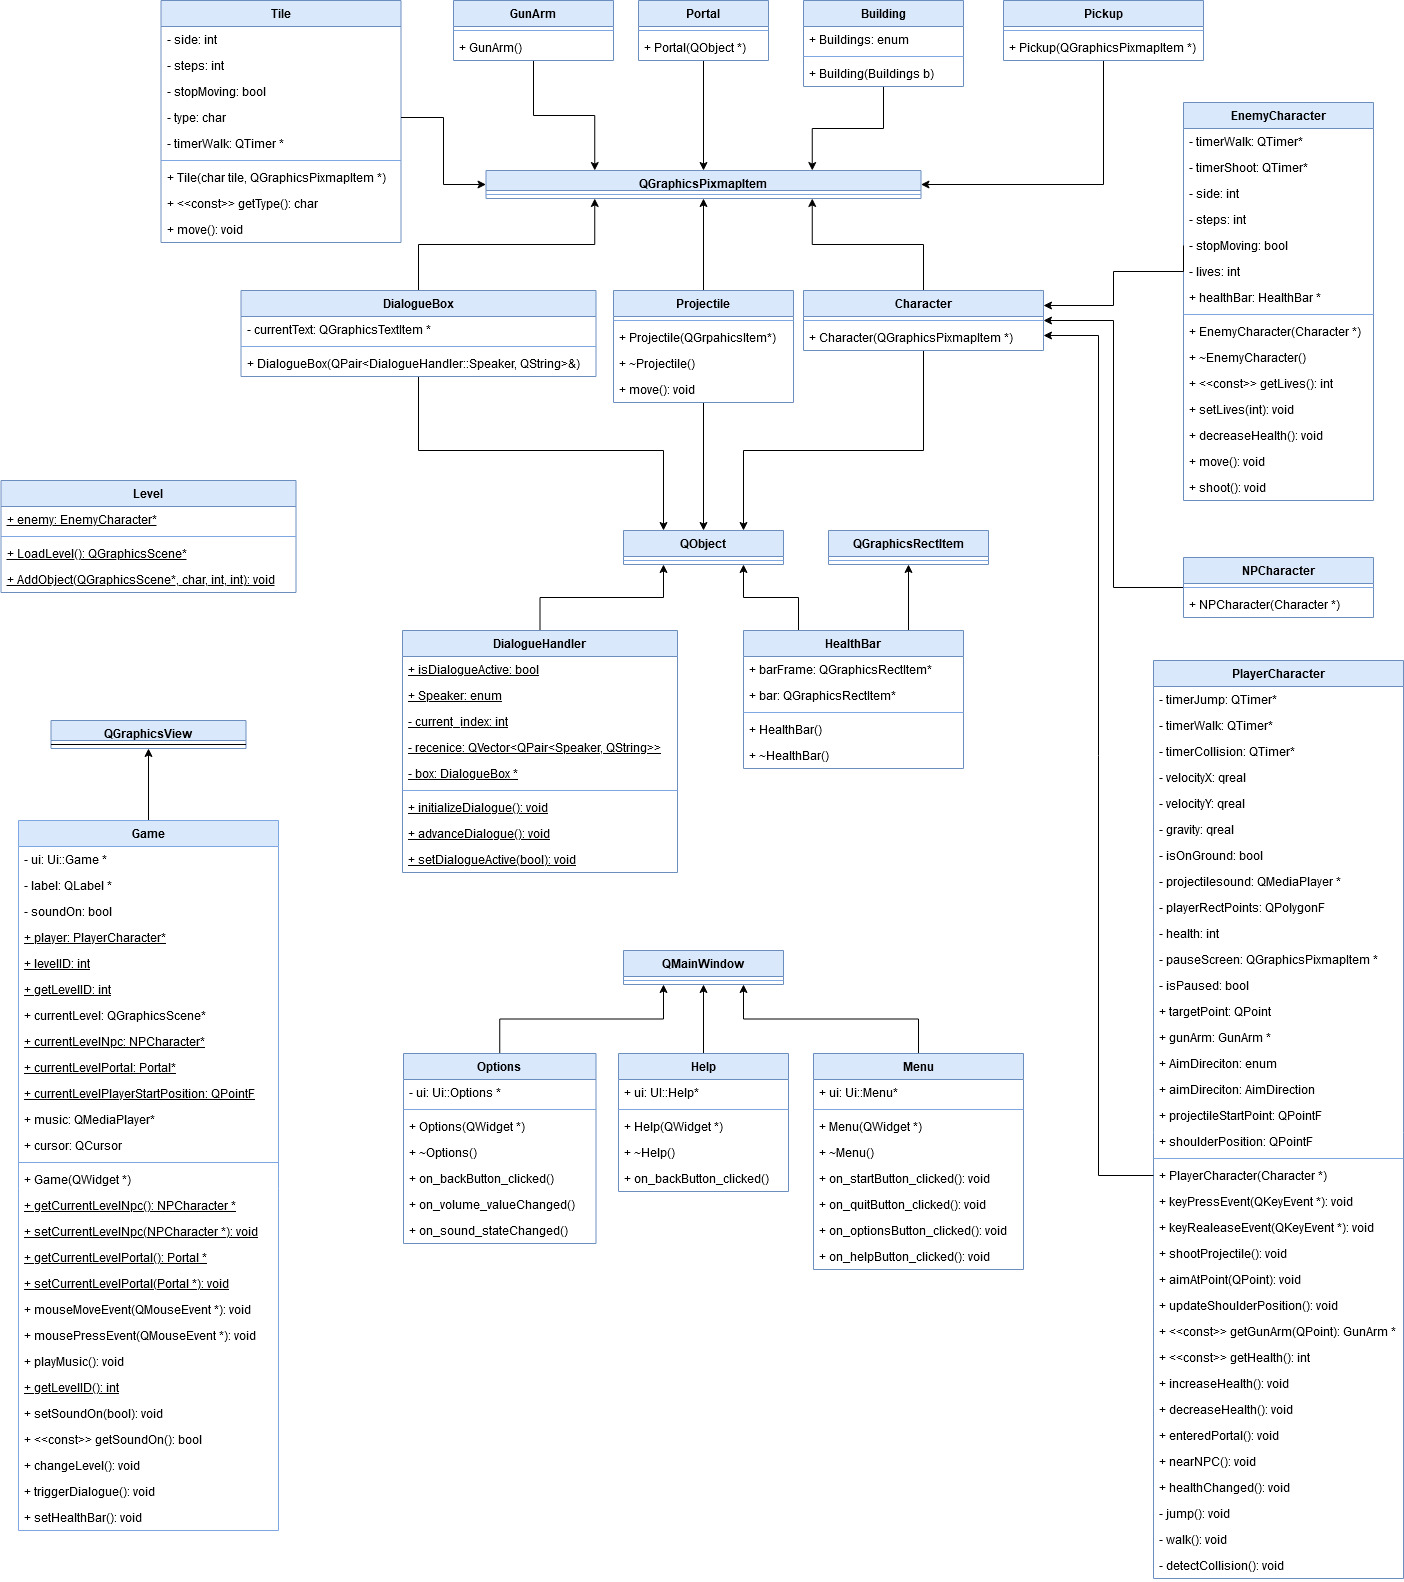 Tile
- side: int
- steps: int
- stopMoving: bool
- type: char
- timerWalk: QTimer *
+ Tile(char tile, QGraphicsPixmapItem *)
+ <<const>> getType(): char
+ move(): void
GunArm
+ GunArm()
Portal
+ Portal(QObject *)
Building
+ Buildings: enum
+ Building(Buildings b)
Pickup
+ Pickup(QGraphicsPixmapItem *)
QGraphicsPixmapItem
EnemyCharacter
- timerWalk: QTimer*
- timerShoot: QTimer*
- side: int
- steps: int
- stopMoving: bool
- lives: int
+ healthBar: HealthBar *
+ EnemyCharacter(Character *)
+ ~EnemyCharacter()
+ <<const>> getLives(): int
+ setLives(int): void
+ decreaseHealth(): void
+ move(): void
+ shoot(): void
DialogueBox
- currentText: QGraphicsTextItem *
+ DialogueBox(QPair<DialogueHandler::Speaker, QString>&)
Projectile
+ Projectile(QGrpahicsItem*)
+ ~Projectile()
+ move(): void
Character
+ Character(QGraphicsPixmapItem *)
Level
+ enemy: EnemyCharacter*
+ LoadLevel(): QGraphicsScene*
+ AddObject(QGraphicsScene*, char, int, int): void
QObject
QGraphicsRectItem
NPCharacter
+ NPCharacter(Character *)
DialogueHandler
+ isDialogueActive: bool
+ Speaker: enum
- current_index: int
- recenice: QVector<QPair<Speaker, QString>>
- box: DialogueBox *
+ initializeDialogue(): void
+ advanceDialogue(): void
+ setDialogueActive(bool): void
HealthBar
+ barFrame: QGraphicsRectItem*
+ bar: QGraphicsRectItem*
+ HealthBar()
+ ~HealthBar()
QGraphicsView
Game
- ui: Ui::Game *
- label: QLabel *
- soundOn: bool
+ player: PlayerCharacter*
+ levelID: int
+ getLevelID: int
+ currentLevel: QGraphicsScene*
+ currentLevelNpc: NPCharacter*
+ currentLevelPortal: Portal*
+ currentLevelPlayerStartPosition: QPointF
+ music: QMediaPlayer*
+ cursor: QCursor
+ Game(QWidget *)
+ getCurrentLevelNpc(): NPCharacter *
+ setCurrentLevelNpc(NPCharacter *): void
+ getCurrentLevelPortal(): Portal *
+ setCurrentLevelPortal(Portal *): void
+ mouseMoveEvent(QMouseEvent *): void
+ mousePressEvent(QMouseEvent *): void
+ playMusic(): void
+ getLevelID(): int
+ setSoundOn(bool): void
+ <<const>> getSoundOn(): bool
+ changeLevel(): void
+ triggerDialogue(): void
+ setHealthBar(): void
QMainWindow
Options
- ui: Ui::Options *
+ Options(QWidget *)
+ ~Options()
+ on_backButton_clicked()
+ on_volume_valueChanged()
+ on_sound_stateChanged()
Help
+ ui: UI::Help*
+ Help(QWidget *)
+ ~Help()
+ on_backButton_clicked()
Menu
+ ui: Ui::Menu*
+ Menu(QWidget *)
+ ~Menu()
+ on_startButton_clicked(): void
+ on_quitButton_clicked(): void
+ on_optionsButton_clicked(): void
+ on_helpButton_clicked(): void
PlayerCharacter
- timerJump: QTimer*
- timerWalk: QTimer*
- timerCollision: QTimer*
- velocityX: qreal
- velocityY: qreal
- gravity: qreal
- isOnGround: bool
- projectilesound: QMediaPlayer *
- playerRectPoints: QPolygonF
- health: int
- pauseScreen: QGraphicsPixmapItem *
- isPaused: bool
+ targetPoint: QPoint
+ gunArm: GunArm *
+ AimDireciton: enum
+ aimDireciton: AimDirection
+ projectileStartPoint: QPointF
+ shoulderPosition: QPointF
+ PlayerCharacter(Character *)
+ keyPressEvent(QKeyEvent *): void
+ keyRealeaseEvent(QKeyEvent *): void
+ shootProjectile(): void
+ aimAtPoint(QPoint): void
+ updateShoulderPosition(): void
+ <<const>> getGunArm(QPoint): GunArm *
+ <<const>> getHealth(): int
+ increaseHealth(): void
+ decreaseHealth(): void
+ enteredPortal(): void
+ nearNPC(): void
+ healthChanged(): void
- jump(): void
- walk(): void
- detectCollision(): void